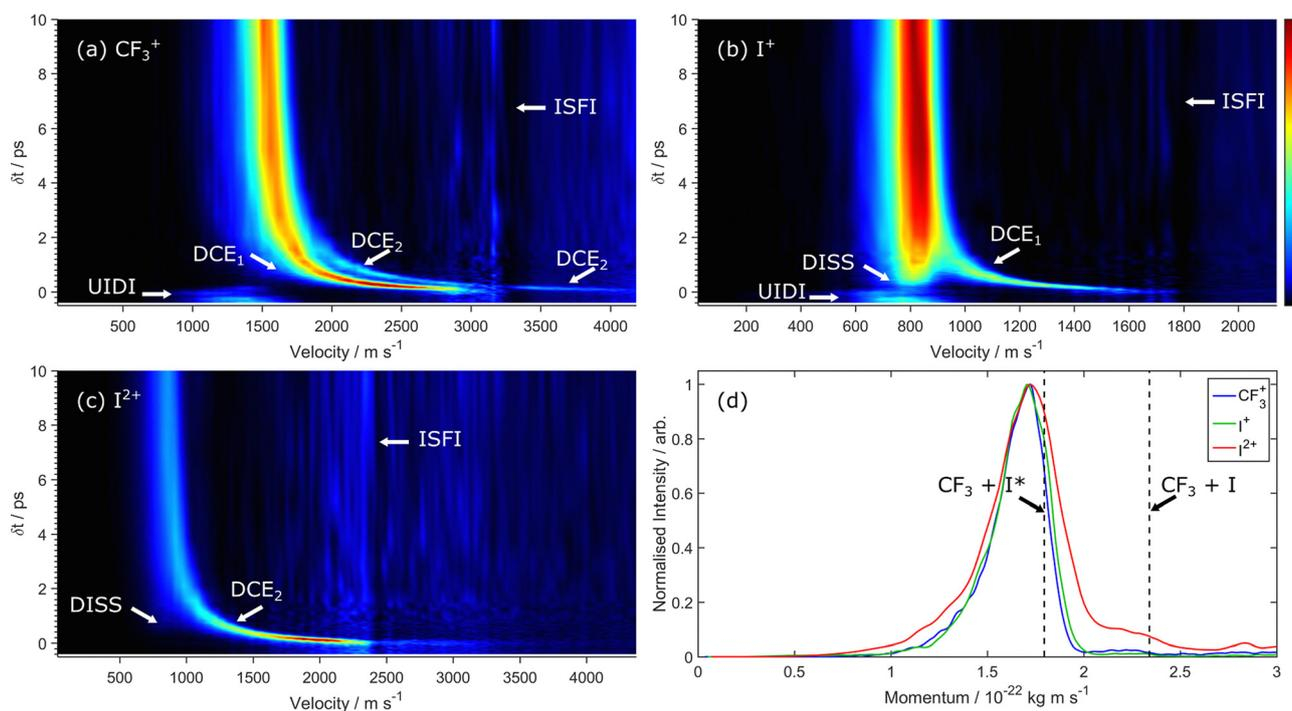 (a) CF₃⁺
ISFI
DCE₁
DCE₂
DCE₂
UIDI
δt / ps
10
8
6
4
2
0
500 1000 1500 2000 2500 3000 3500 4000
Velocity / m s⁻¹
(b) I⁺
ISFI
DCE₁
DISS
UIDI
δt / ps
10
8
6
4
2
0
200 400 600 800 1000 1200 1400 1600 1800 2000
Velocity / m s⁻¹
(c) I²⁺
ISFI
DISS
DCE₂
δt / ps
10
8
6
4
2
0
500 1000 1500 2000 2500 3000 3500 4000
Velocity / m s⁻¹
(d)
CF₃⁺
I⁺
I²⁺
CF₃ + I*
CF₃ + I
Normalised Intensity / arb.
1
0.8
0.6
0.4
0.2
0
0 0.5 1 1.5 2 2.5 3
Momentum / 10⁻²² kg m s⁻¹